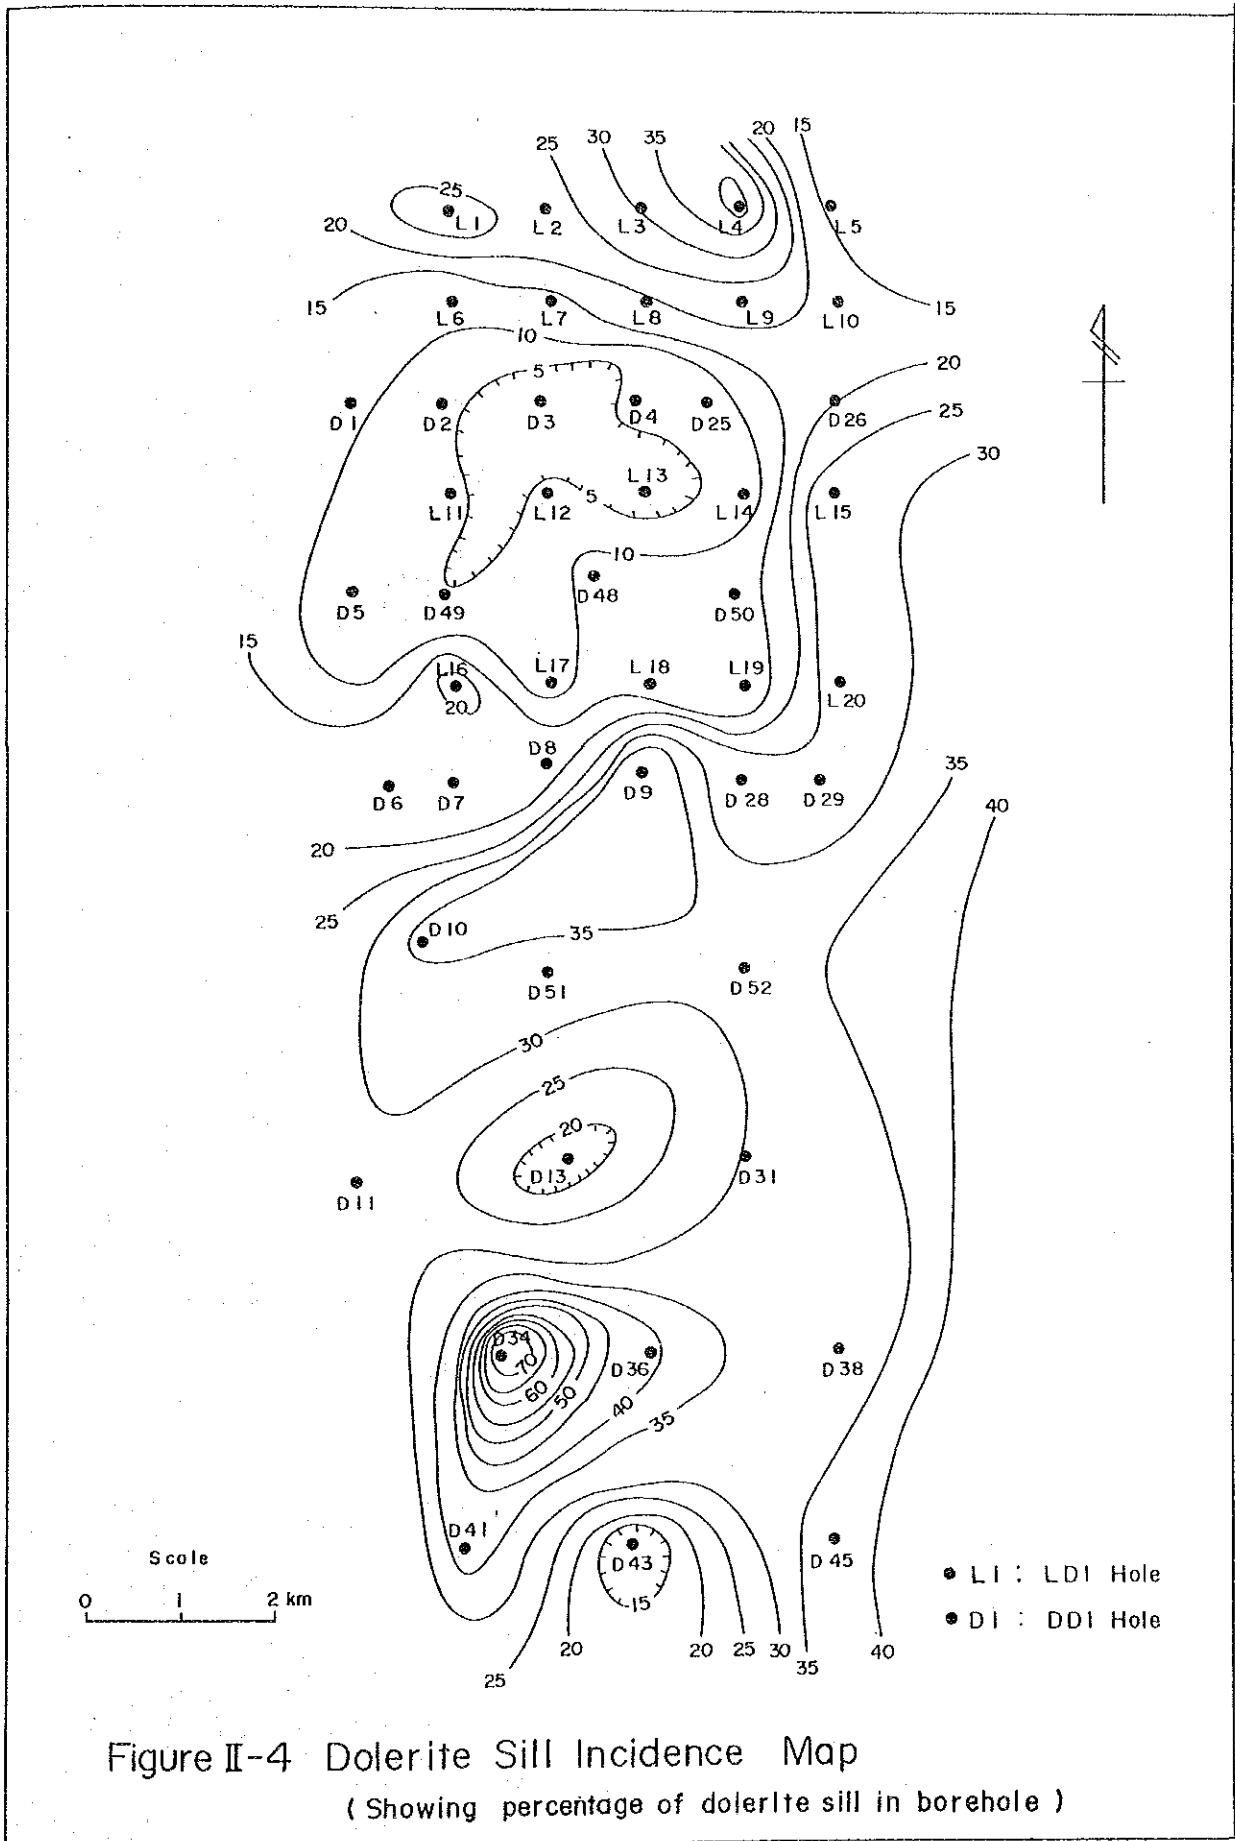 20 15
25 30 35
25
L1 L2 L3 L4 L5
20
15 15
L6 L7 L8 L9 L10
10
20
5
25
D1 D2 D3 D4 D25 D26
30
L13
5
L11 L12 L14 L15
10
D5 D49 D48 D50
15
L16 L17 L18 L19 L20
20
D8
35
D6 D7 D9 D28 D29
40
20
25
D10
35
D51 D52
30
25
20
D13 D31
D11
D34
70
D36 D38
60 50 40
35
D41
Scale
D43 D45
L1 : LD1 Hole
0 1 2 km
15
D1 : DD1 Hole
20 20 25 30 40
25 35
Figure II-4 Dolerite Sill Incidence Map
( Showing percentage of dolerite sill in borehole )